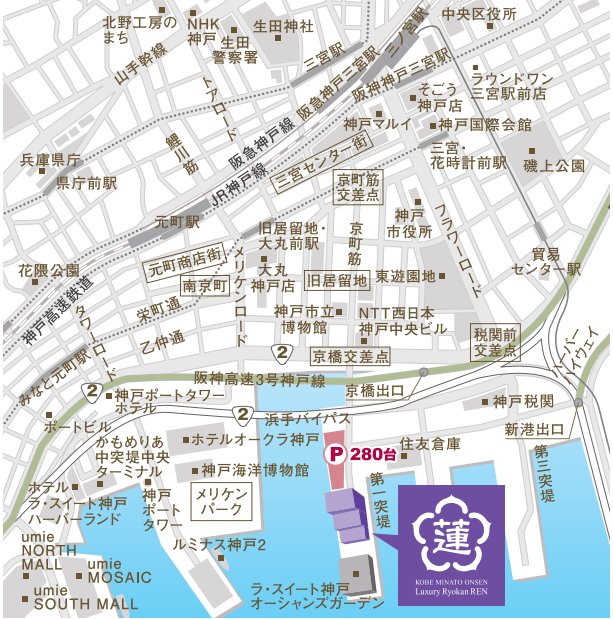 北野工房の
まち
NHK
神戸
生田神社
生田
警察署
中央区役所
山手幹線
三宮駅
三ノ宮駅
阪急神戸三宮駅
阪神神戸三宮駅
ラウンドワン
三宮駅前店
そごう
神戸店
トアロード
鯉川筋
阪急神戸線
JR神戸線
神戸マルイ
神戸国際会館
三宮センター街
三宮・
花時計前駅
磯上公園
兵庫県庁
県庁前駅
京町筋
交差点
元町駅
旧居留地・
大丸前駅
京町筋
神戸
市役所
フラワーロード
貿易
センター駅
元町商店街
メリケンロード
大丸
神戸店
旧居留地
東遊園地
花隈公園
南京町
神戸高速鉄道
栄町通
乙仲通
神戸市立
博物館
NTT西日本
神戸中央ビル
税関前
交差点
タワーロード
みなと元町駅
2
京橋交差点
ハーバー
ハイウェイ
阪神高速3号神戸線
京橋出口
2
神戸ポートタワー
ホテル
2
浜手バイパス
神戸税関
新港出口
ポートビル
かもめりあ
中突堤中央
ターミナル
ホテルオークラ神戸
P 280台
住友倉庫
第三突堤
神戸海洋博物館
第一突堤
ホテル
ラ・スイート神戸
ハーバーランド
神戸
ポート
タワー
メリケン
パーク
蓮
KOBE MINATO ONSEN
Luxury Ryokan REN
umie
NORTH
MALL
umie
MOSAIC
ルミナス神戸2
umie
SOUTH MALL
ラ・スイート神戸
オーシャンズガーデン